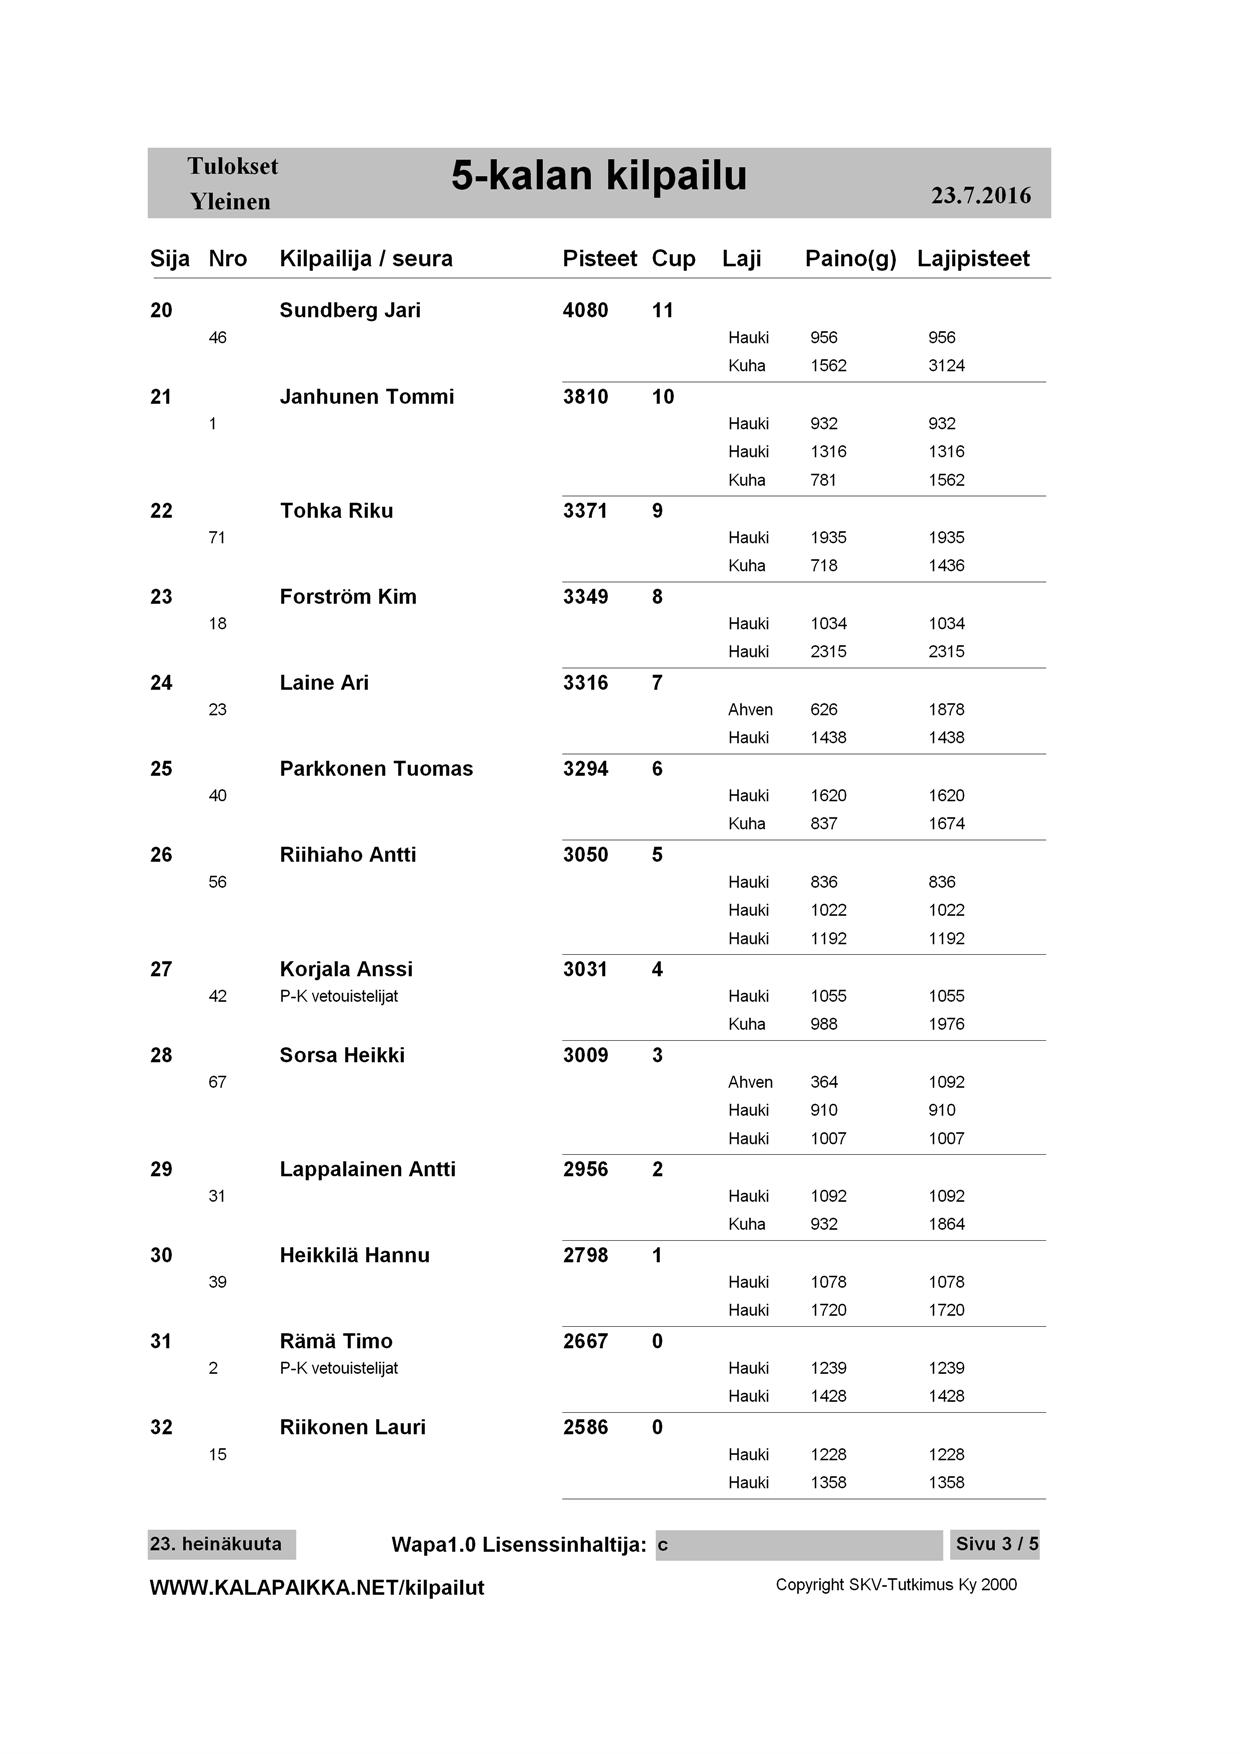 Tulokset
Yleinen
5-kalan kilpailu
23.7.2016
Sija Nro Kilpailija / seura Pisteet Cup Laji Paino(g) Lajipisteet
20 Sundberg Jari 4080 11
46 Hauki 956 956
Kuha 1562 3124
21 Janhunen Tommi 3810 10
1 Hauki 932 932
Hauki 1316 1316
Kuha 781 1562
22 Tohka Riku 3371 9
71 Hauki 1935 1935
Kuha 718 1436
23 Forström Kim 3349 8
18 Hauki 1034 1034
Hauki 2315 2315
24 Laine Ari 3316 7
23 Ahven 626 1878
Hauki 1438 1438
25 Parkkonen Tuomas 3294 6
40 Hauki 1620 1620
Kuha 837 1674
26 Riihiaho Antti 3050 5
56 Hauki 836 836
Hauki 1022 1022
Hauki 1192 1192
27 Korjala Anssi 3031 4
42 P-K vetouistelijat Hauki 1055 1055
Kuha 988 1976
28 Sorsa Heikki 3009 3
67 Ahven 364 1092
Hauki 910 910
Hauki 1007 1007
29 Lappalainen Antti 2956 2
31 Hauki 1092 1092
Kuha 932 1864
30 Heikkilä Hannu 2798 1
39 Hauki 1078 1078
Hauki 1720 1720
31 Rämä Timo 2667 0
2 P-K vetouistelijat Hauki 1239 1239
Hauki 1428 1428
32 Riikonen Lauri 2586 0
15 Hauki 1228 1228
Hauki 1358 1358
23. heinäkuuta Wapa1.0 Lisenssinhaltija: c Sivu 3 / 5
WWW.KALAPAIKKA.NET/kilpailut Copyright SKV-Tutkimus Ky 2000